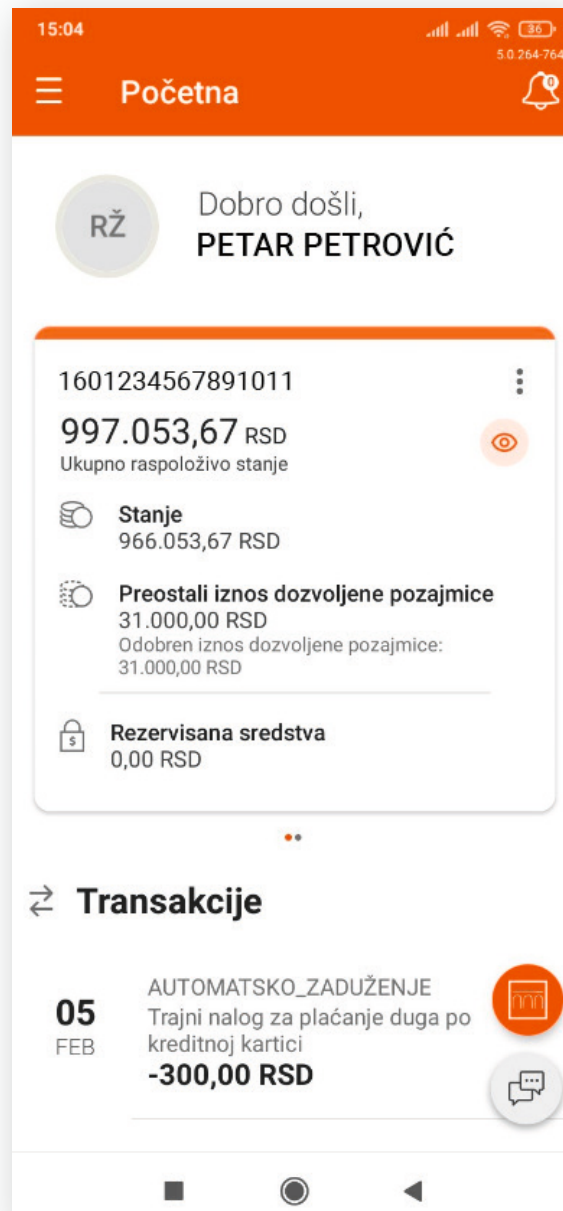 15:04
36
5.0.264-764
Početna
0
RŽ
Dobro došli,
PETAR PETROVIĆ
1601234567891011
997.053,67 RSD
Ukupno raspoloživo stanje
Stanje
966.053,67 RSD
Preostali iznos dozvoljene pozajmice
31.000,00 RSD
Odobren iznos dozvoljene pozajmice:
31.000,00 RSD
$
Rezervisana sredstva
0,00 RSD
Transakcije
05
FEB
AUTOMATSKO_ZADUŽENJE
Trajni nalog za plaćanje duga po
kreditnoj kartici
-300,00 RSD